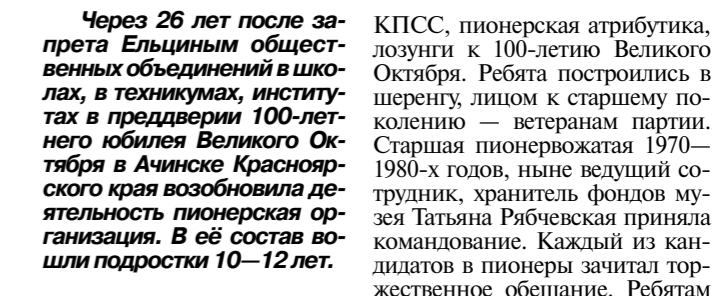 Через 26 лет после за-
прета Ельциным общест-
венных объединений в шко-
лах, в техникумах, институ-
тах в преддверии 100-лет-
него юбилея Великого Ок-
тября в Ачинске Краснояр-
ского края возобновила де-
ятельность пионерская ор-
ганизация. В её состав во-
шли подростки 10—12 лет.
КПСС, пионерская атрибутика,
лозунги к 100-летию Великого
Октября. Ребята построились в
шеренгу, лицом к старшему по-
колению — ветеранам партии.
Старшая пионервожатая 1970—
1980-х годов, ныне ведущий со-
трудник, хранитель фондов му-
зея Татьяна Рябчевская приняла
командование. Каждый из кан-
дидатов в пионеры зачитал тор-
жественное обещание. Ребятам